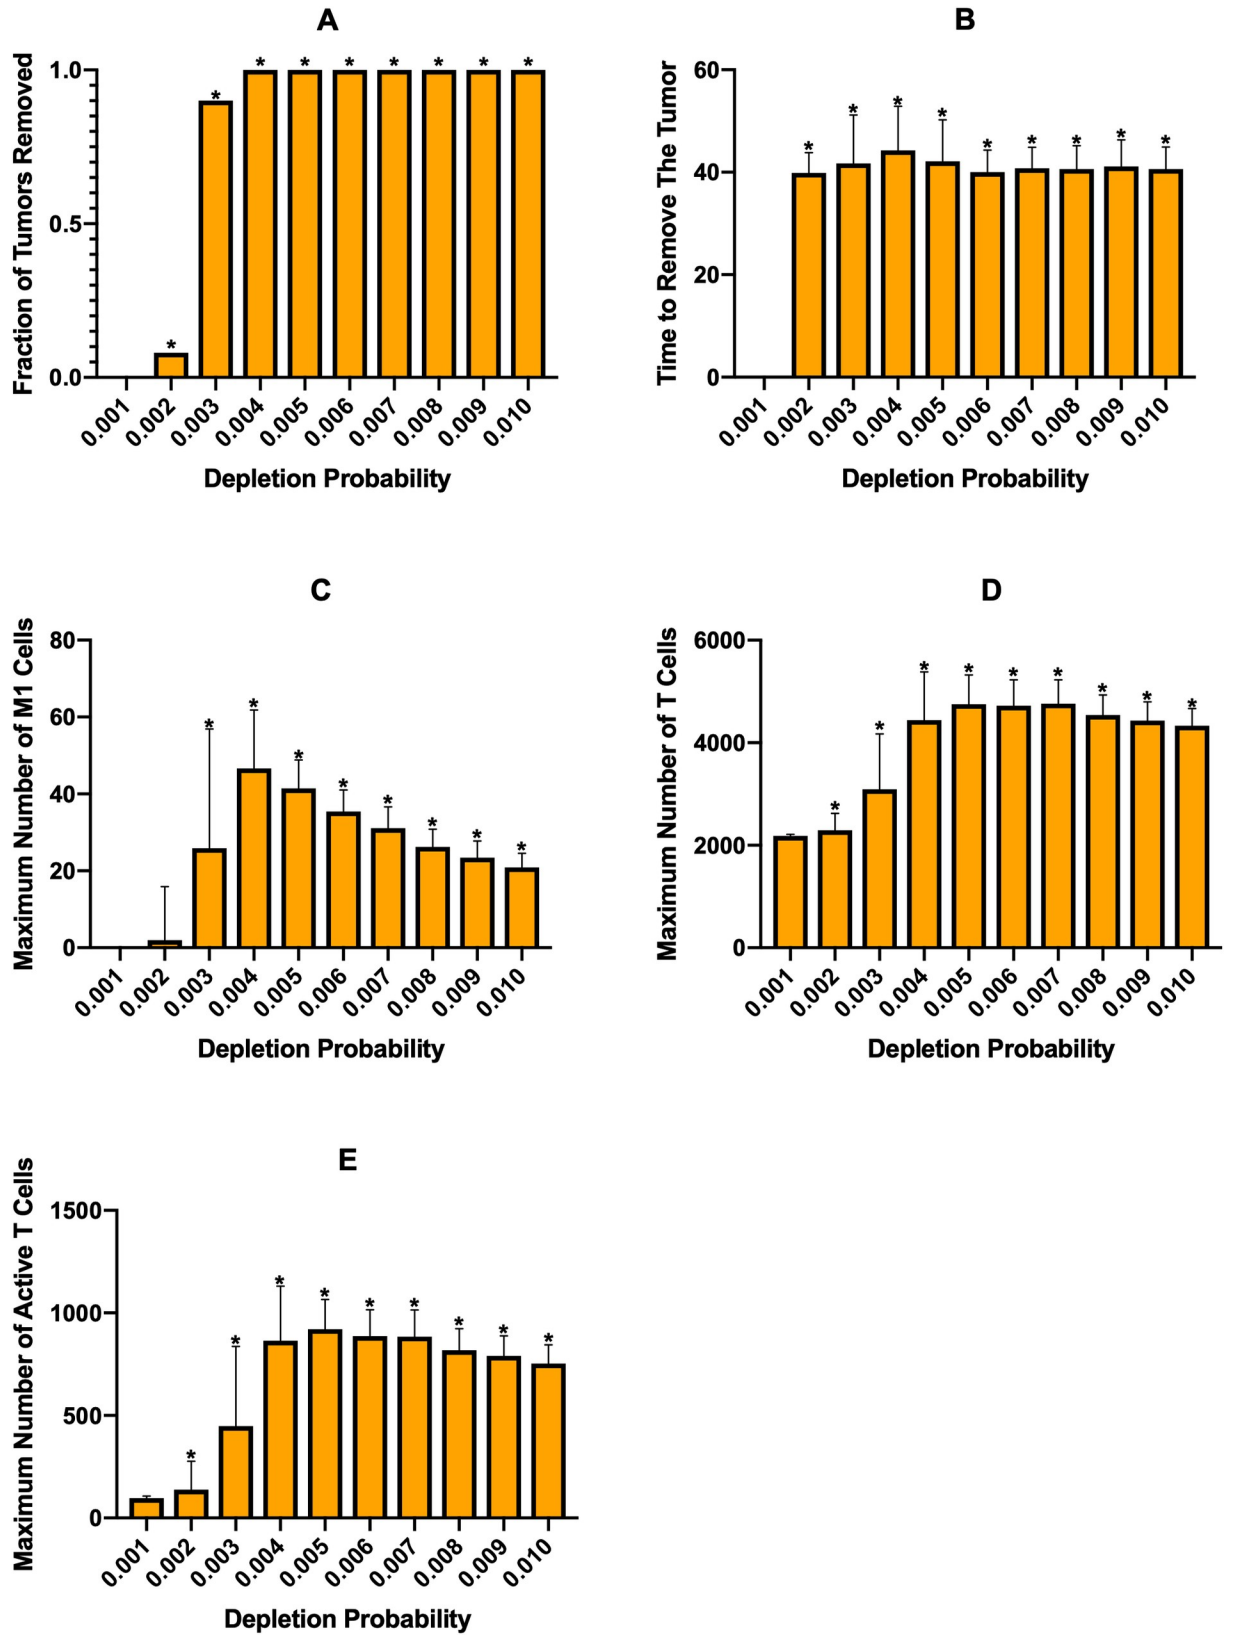 A
Fraction of Tumors Removed
1.0
0.5
0.0
* * * * * * * * *
0.001 0.002 0.003 0.004 0.005 0.006 0.007 0.008 0.009 0.010
Depletion Probability
B
Time to Remove The Tumor
60
40
20
0
* * * * * * * * *
0.001 0.002 0.003 0.004 0.005 0.006 0.007 0.008 0.009 0.010
Depletion Probability
C
Maximum Number of M1 Cells
80
60
40
20
0
* * * * * * * *
0.001 0.002 0.003 0.004 0.005 0.006 0.007 0.008 0.009 0.010
Depletion Probability
D
Maximum Number of T Cells
6000
4000
2000
0
* * * * * * * * *
0.001 0.002 0.003 0.004 0.005 0.006 0.007 0.008 0.009 0.010
Depletion Probability
E
Maximum Number of Active T Cells
1500
1000
500
0
* * * * * * * * *
0.001 0.002 0.003 0.004 0.005 0.006 0.007 0.008 0.009 0.010
Depletion Probability